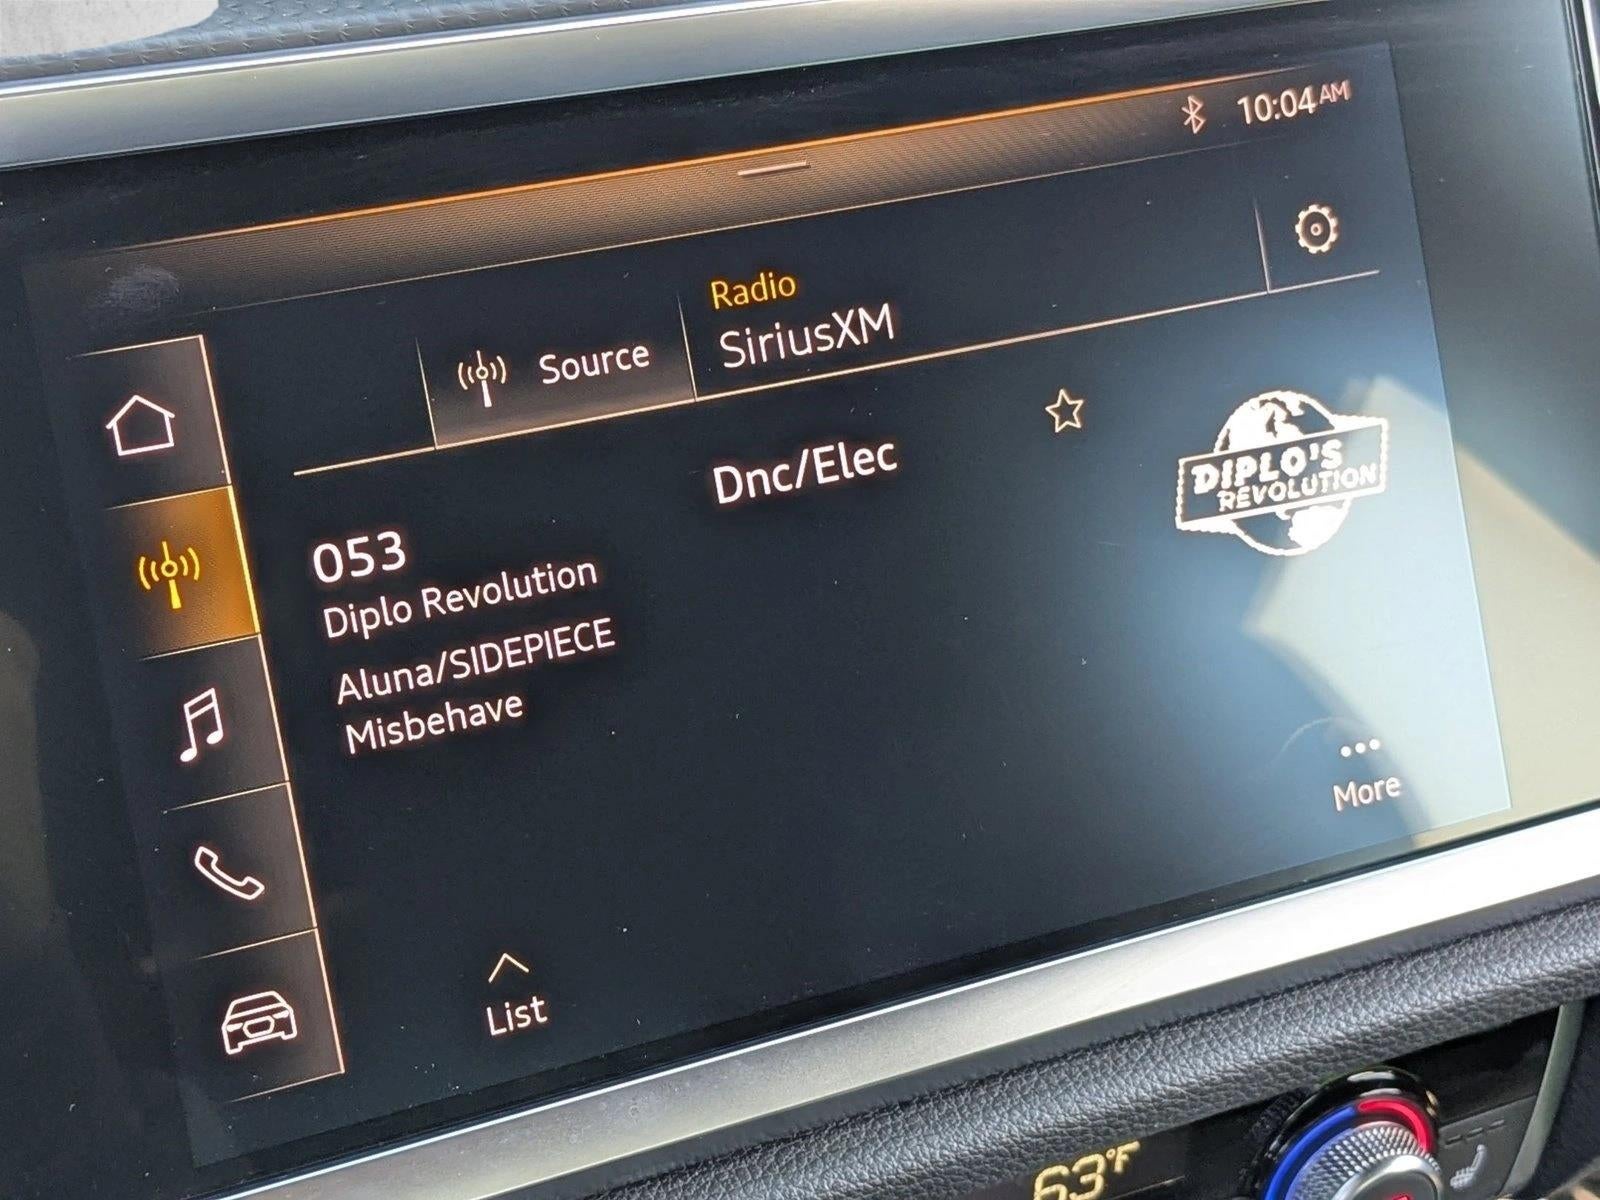 10:04 AM
Radio
Source
SiriusXM
Dnc/Elec
DIPLO'S
REVOLUTION
053
Diplo Revolution
Aluna/SIDEPIECE
Misbehave
More
List
63°F